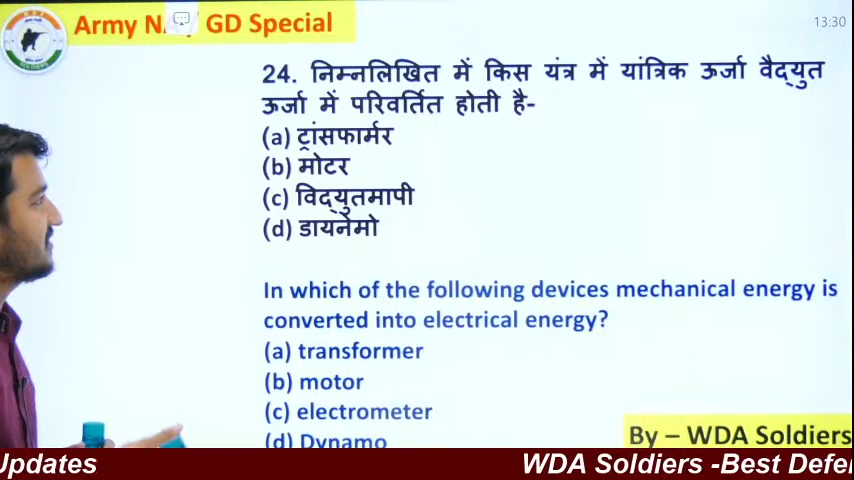 Army N GD Special
13:30
24. निम्नलिखित में किस यंत्र में यांत्रिक ऊर्जा वैद्युत
ऊर्जा में परिवर्तित होती है-
(a) ट्रांसफार्मर
(b) मोटर
(c) विद्युतमापी
(d) डायनेमो
In which of the following devices mechanical energy is
converted into electrical energy?
(a) transformer
(b) motor
(c) electrometer
(d) Dynamo
By – WDA Soldiers
Updates
WDA Soldiers -Best Defe